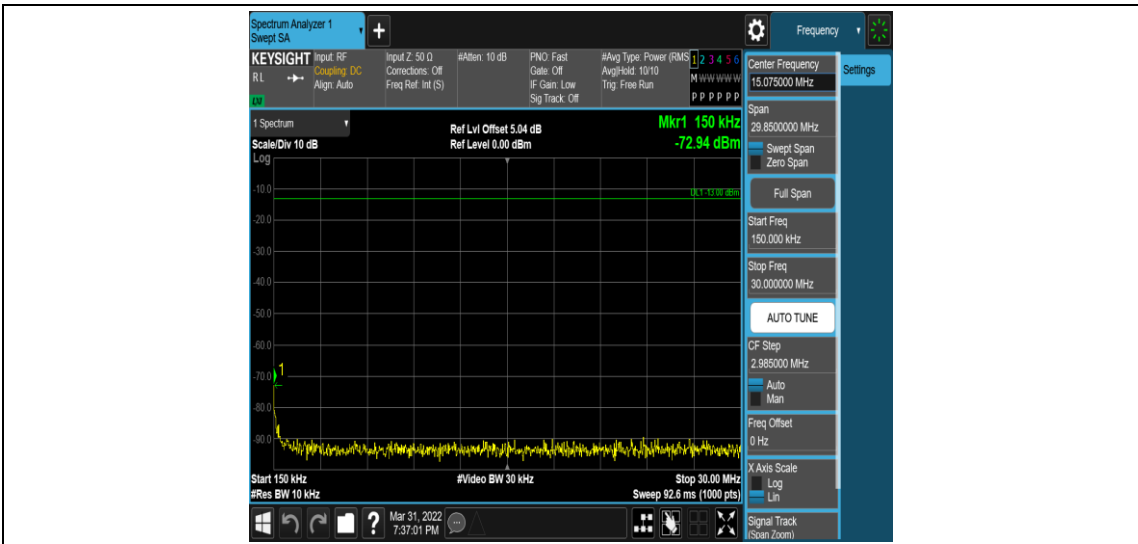 Spectrum Analyzer 1
Swept SA
+
Frequency
KEYSIGHT
Input: RF
Coupling: DC
Align: Auto
Input Z: 50 Ω
Corrections: Off
Freq Ref: Int (S)
#Atten: 10 dB
PNO: Fast
Gate: Off
IF Gain: Low
Sig Track: Off
#Avg Type: Power (RMS
Avg|Hold: 10/10
Trig: Free Run
1 2 3 4 5 6
M W W W W W
P P P P P P
R L
LXI
Center Frequency
15.075000 MHz
Settings
Span
29.8500000 MHz
Swept Span
Zero Span
Full Span
Start Freq
150.000 kHz
Stop Freq
30.000000 MHz
AUTO TUNE
CF Step
2.985000 MHz
Auto
Man
Freq Offset
0 Hz
X Axis Scale
Log
Lin
Signal Track
(Span Zoom)
1 Spectrum
Scale/Div 10 dB
Log
Ref Lvl Offset 5.04 dB
Ref Level 0.00 dBm
Mkr1 150 kHz
-72.94 dBm
DL1 -13.00 dBm
-10.0
-20.0
-30.0
-40.0
-50.0
-60.0
-70.0
1
-80.0
-90.0
Start 150 kHz
#Video BW 30 kHz
Stop 30.00 MHz
#Res BW 10 kHz
Sweep 92.6 ms (1000 pts)
?
Mar 31, 2022
7:37:01 PM